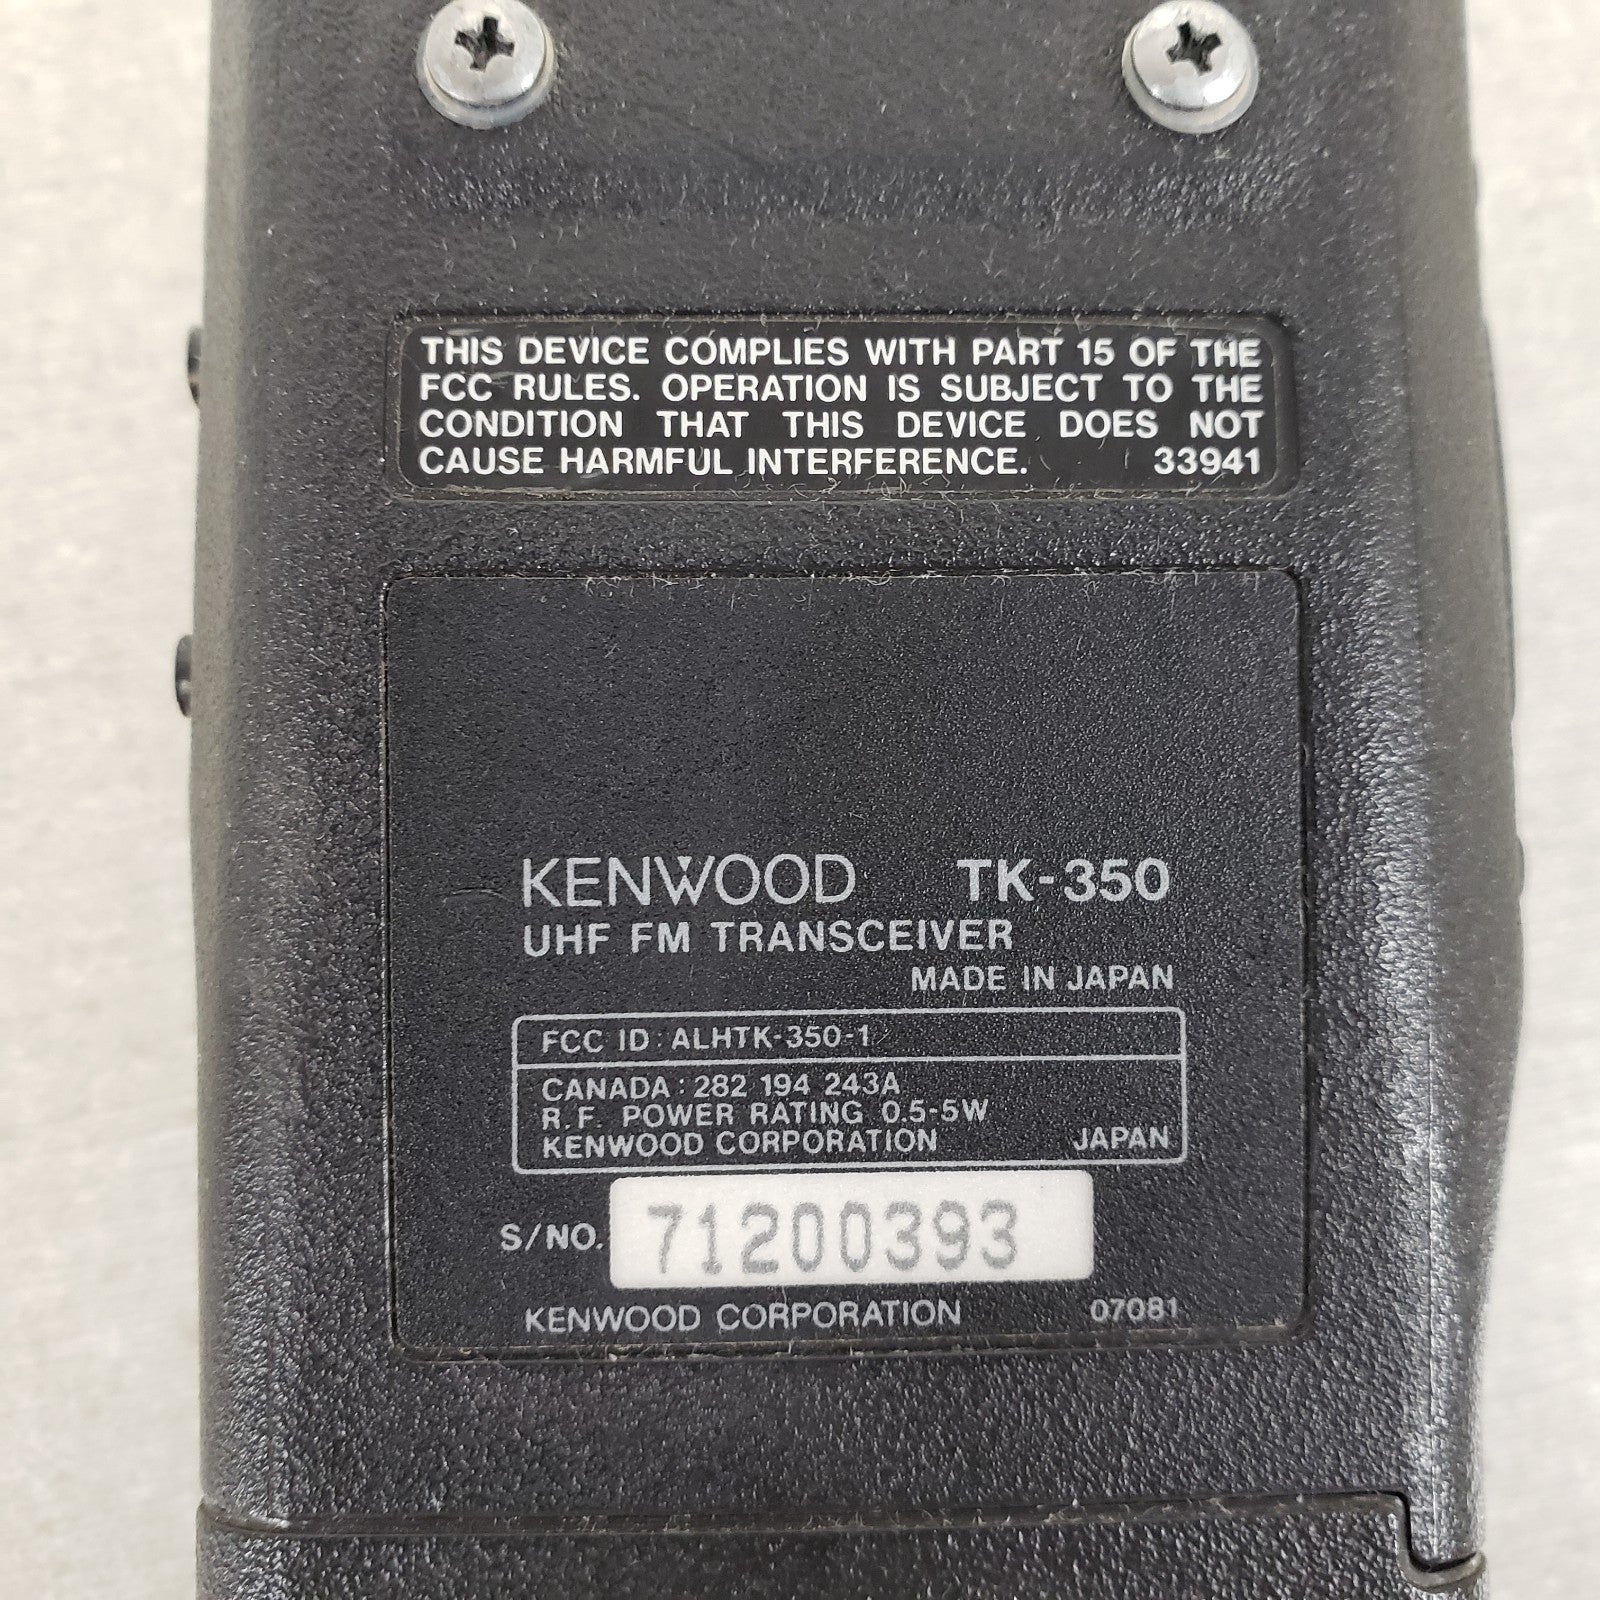 THIS DEVICE COMPLIES WITH PART 15 OF THE
FCC RULES. OPERATION IS SUBJECT TO THE
CONDITION THAT THIS DEVICE DOES NOT
CAUSE HARMFUL INTERFERENCE. 33941
KENWOOD TK-350
UHF FM TRANSCEIVER
MADE IN JAPAN
FCC ID: ALHTK-350-1
CANADA: 282 194 243A
R.F. POWER RATING 0.5-5W
KENWOOD CORPORATION JAPAN
S/NO. 71200393
KENWOOD CORPORATION 07081